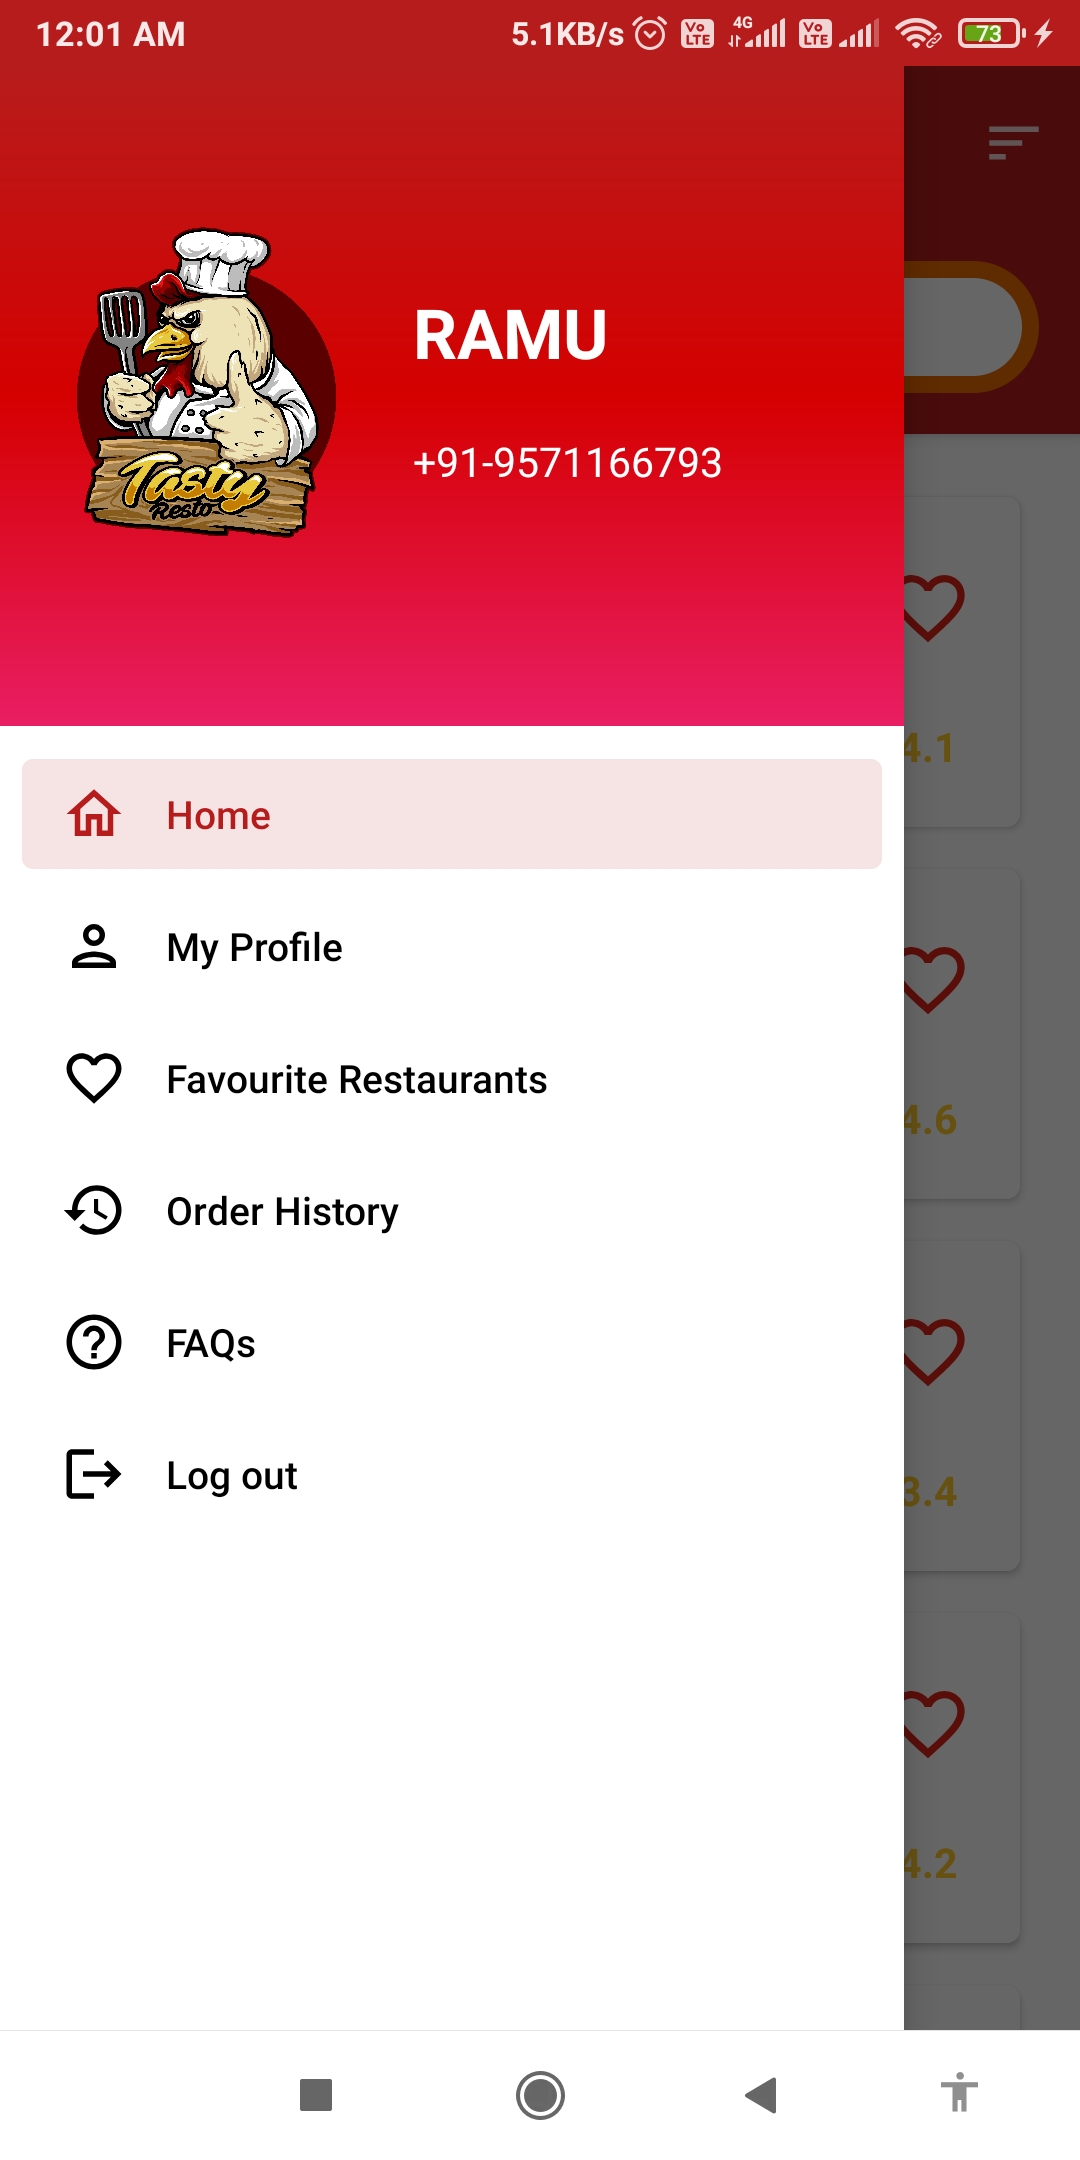 12:01 AM 5.1KB/s Vo LTE 4G Vo LTE 73
RAMU
+91-9571166793
Tasty
Resto
Home
My Profile
Favourite Restaurants
Order History
FAQs
Log out
4.1
4.6
3.4
4.2